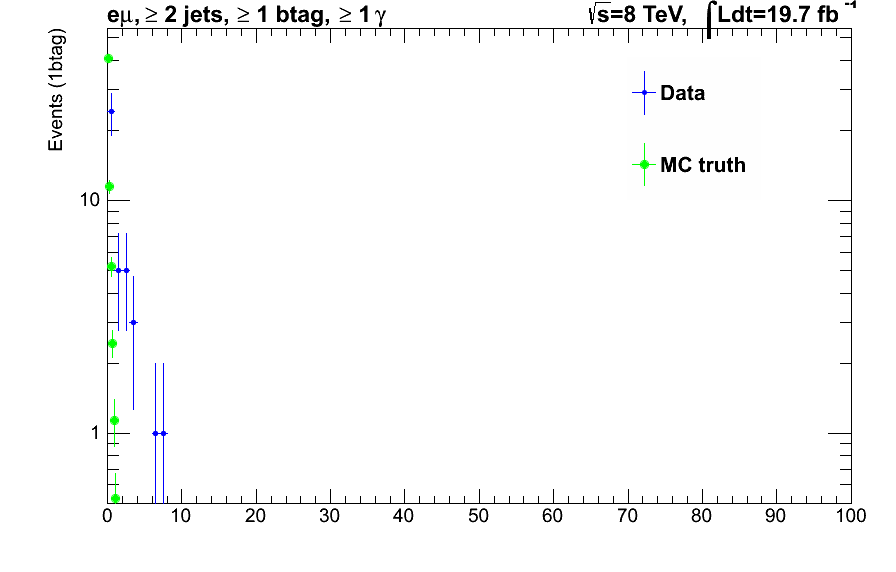 eμ, ≥ 2 jets, ≥ 1 btag, ≥ 1 γ
√s=8 TeV, ∫Ldt=19.7 fb⁻¹
Events (1btag)
Data
MC truth
10
1
0 10 20 30 40 50 60 70 80 90 100